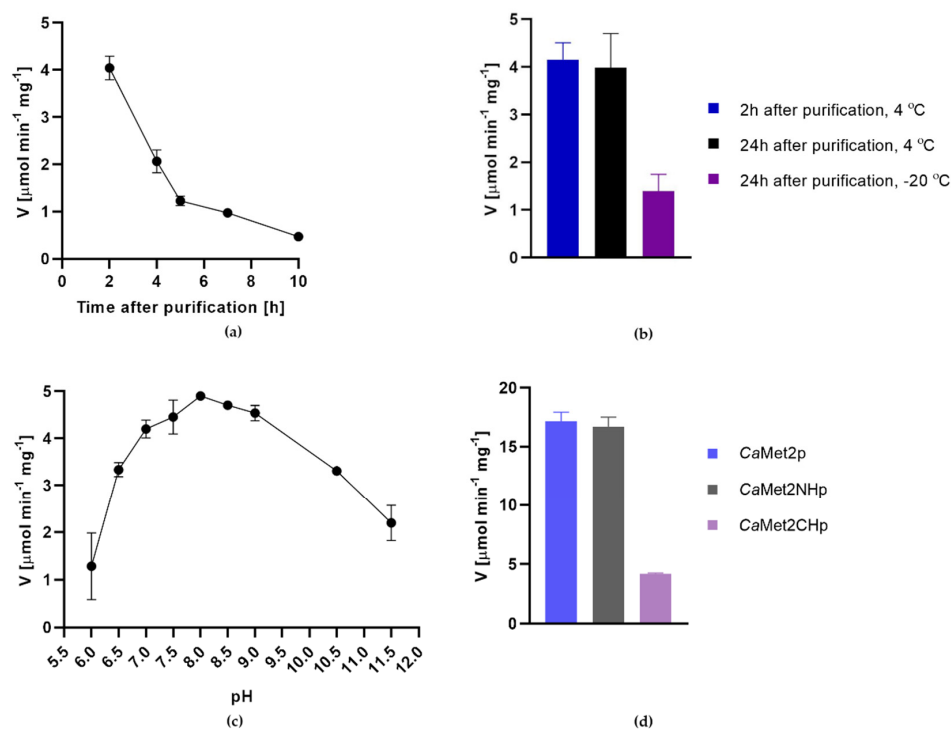 5
4
3
2
1
0
V [µmol min⁻¹ mg⁻¹]
0 2 4 6 8 10
Time after purification [h]
(a)
5
4
3
2
1
0
V [µmol min⁻¹ mg⁻¹]
2h after purification, 4 °C
24h after purification, 4 °C
24h after purification, -20 °C
(b)
5
4
3
2
1
0
V [µmol min⁻¹ mg⁻¹]
5.5 6.0 6.5 7.0 7.5 8.0 8.5 9.0 9.5 10.0 10.5 11.0 11.5 12.0
pH
(c)
20
15
10
5
0
V [µmol min⁻¹ mg⁻¹]
CaMet2p
CaMet2NHp
CaMet2CHp
(d)